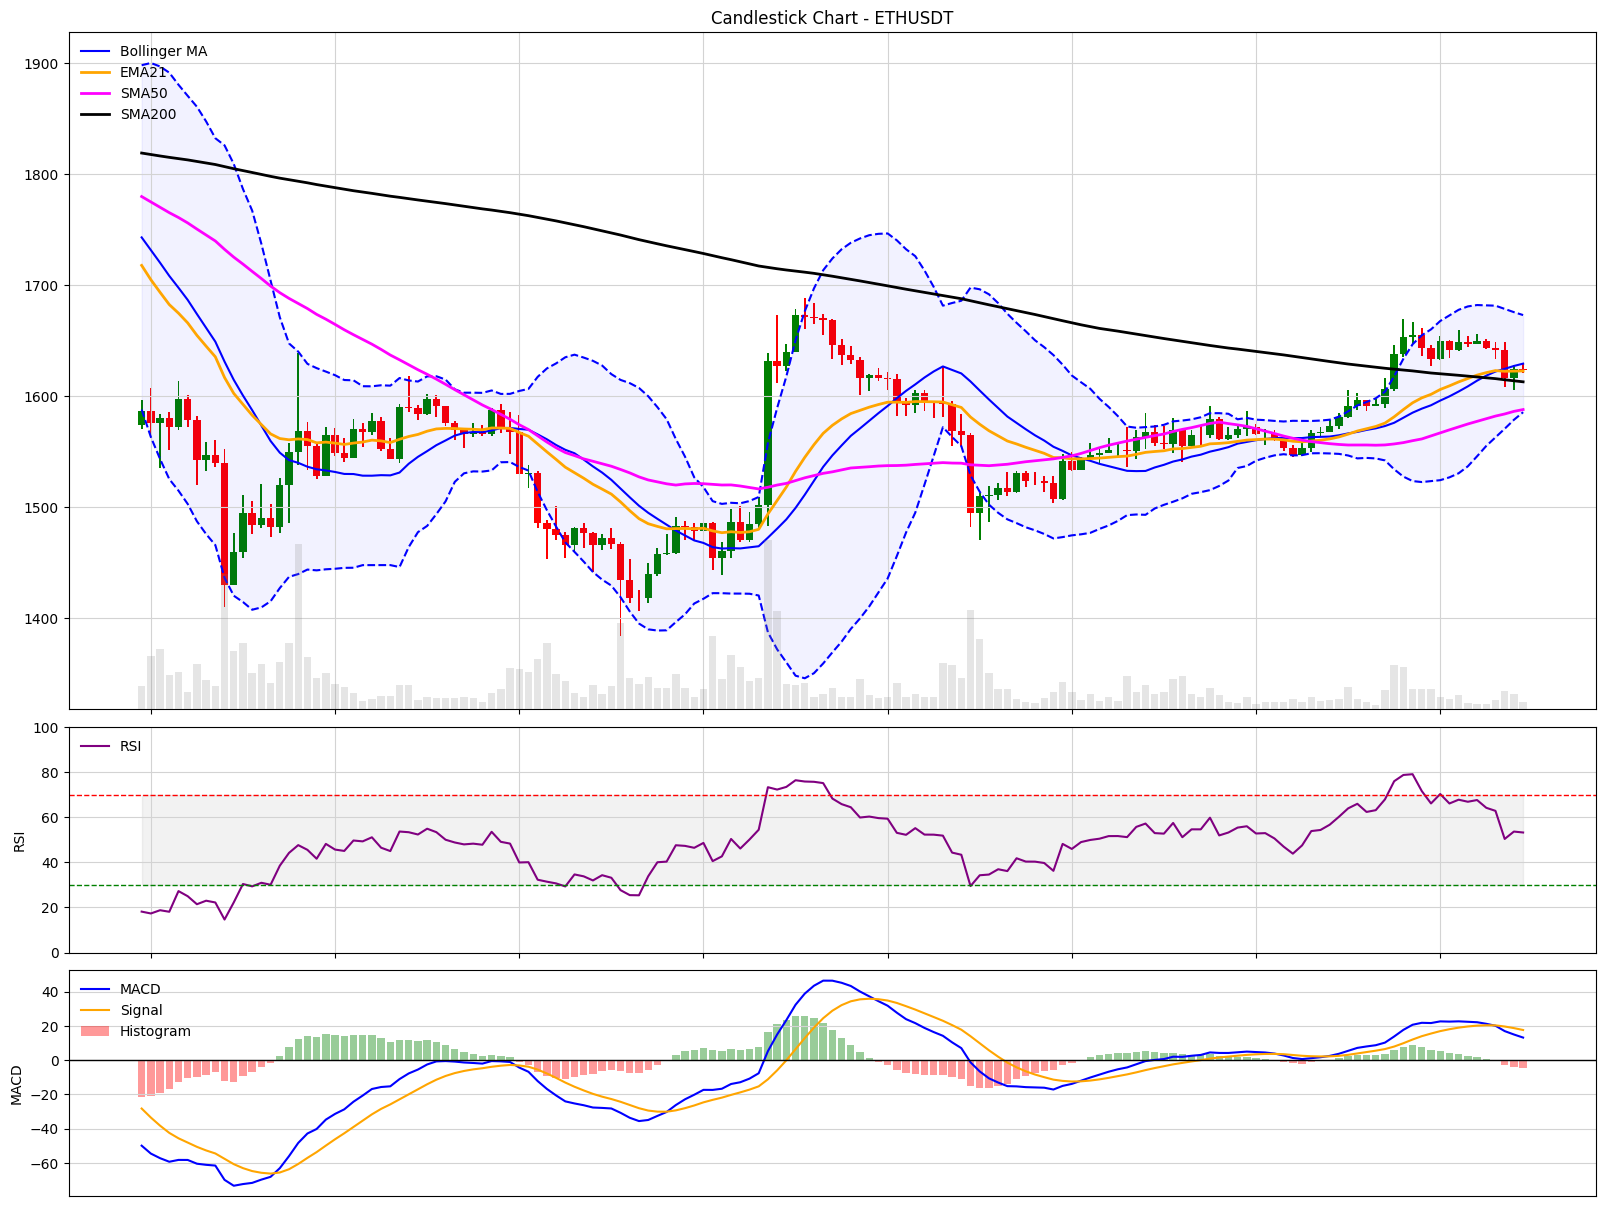 Candlestick Chart - ETHUSDT
Bollinger MA
EMA21
SMA50
SMA200
1900
1800
1700
1600
1500
1400
RSI
100
80
60
40
20
0
RSI
MACD
Signal
Histogram
40
20
0
−20
−40
−60
MACD